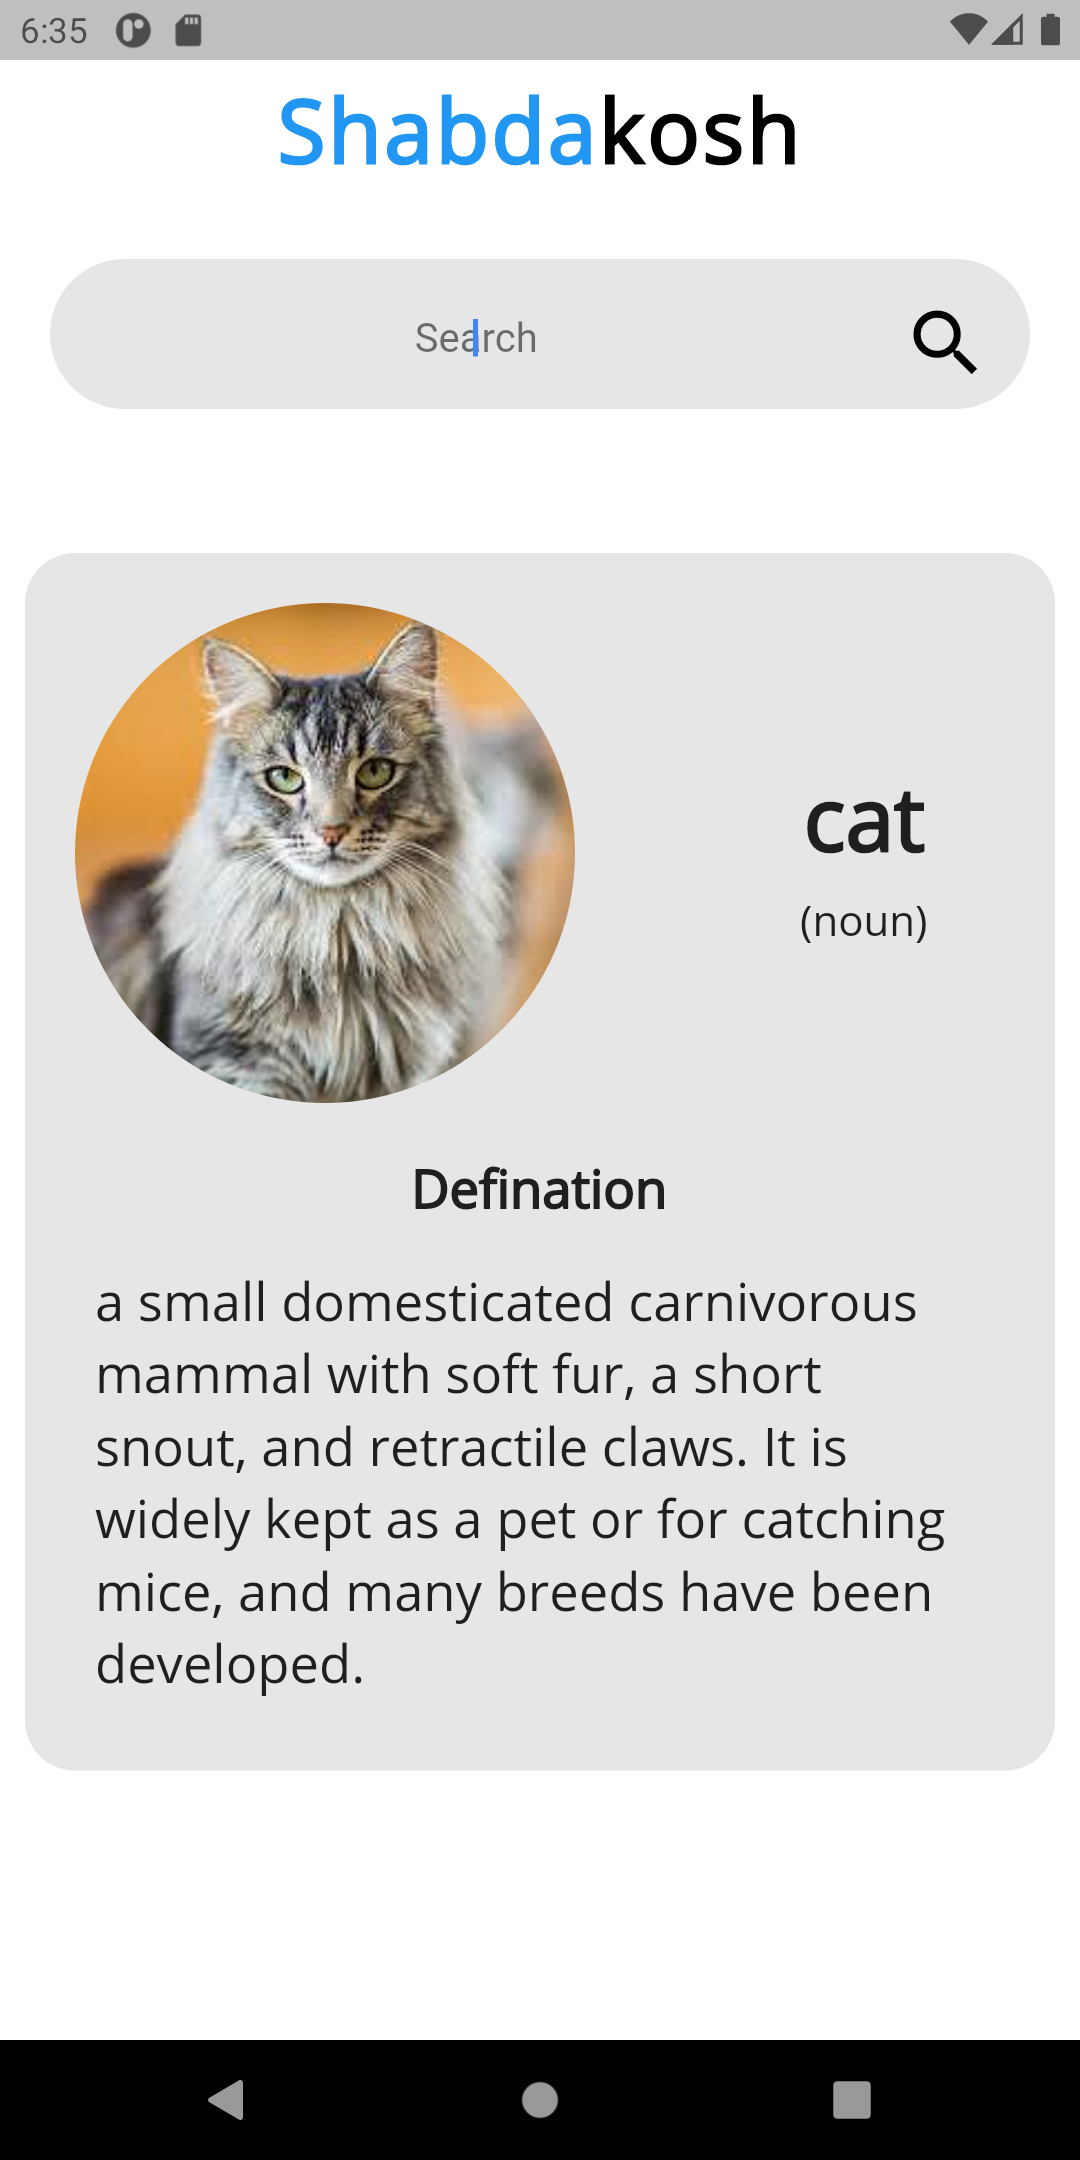 6:35
Shabdakosh
Search
cat
(noun)
Defination
a small domesticated carnivorous
mammal with soft fur, a short
snout, and retractile claws. It is
widely kept as a pet or for catching
mice, and many breeds have been
developed.